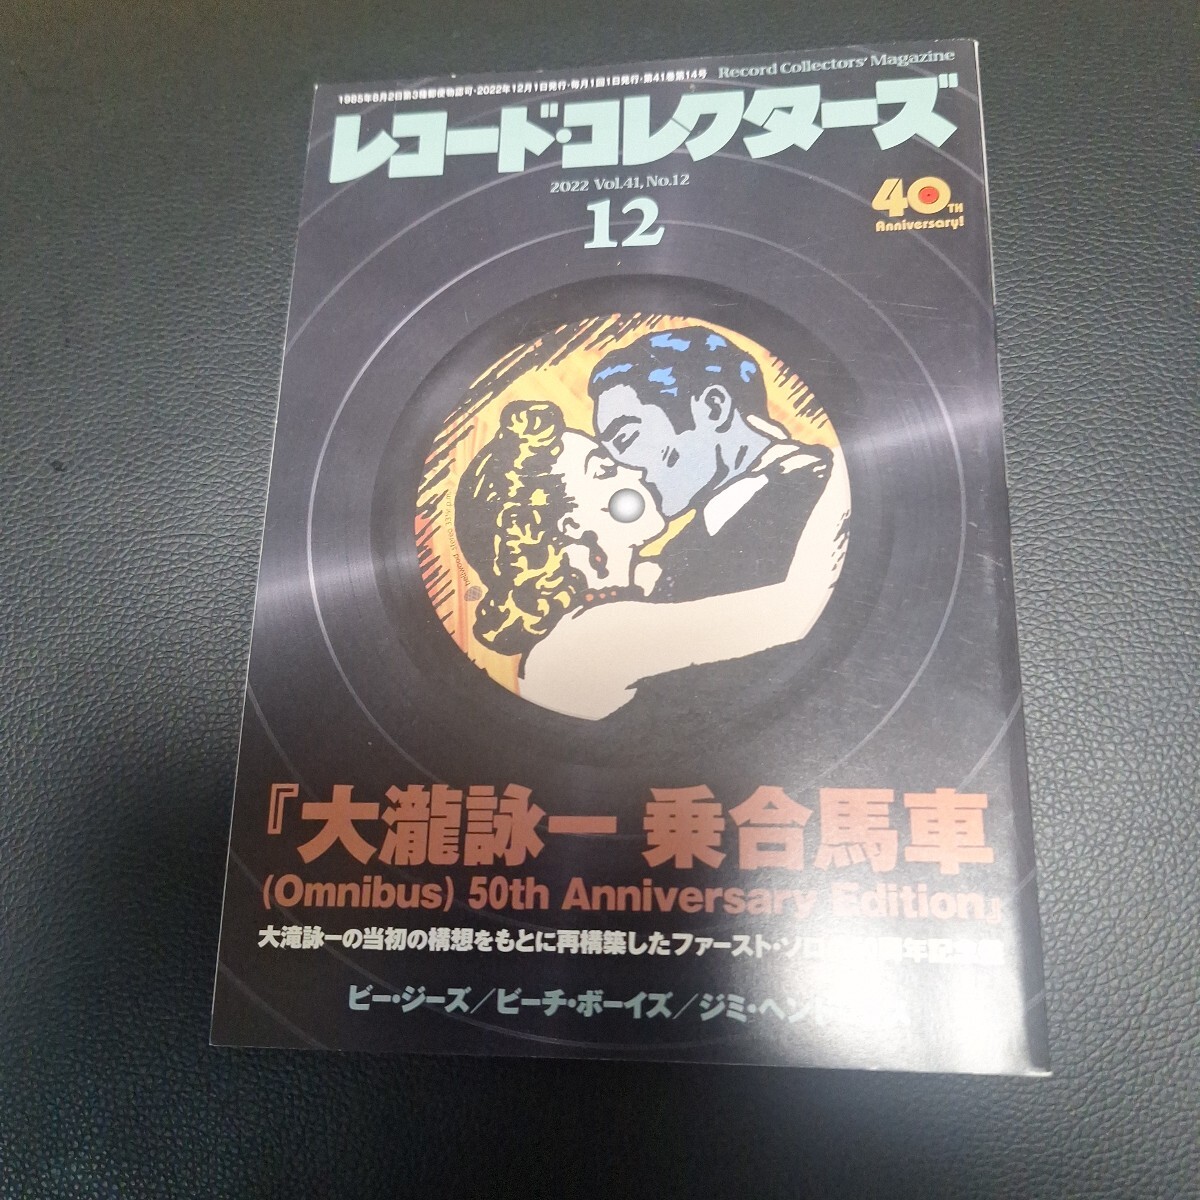 Record Collectors' Magazine
1985年8月2日第3種郵便物認可・2022年12月1日発行・毎月1回1日発行・第41巻第14号
レコード・コレクターズ
2022 Vol.41, No.12
12
40TH
Anniversary!
『大瀧詠一 乗合馬車
(Omnibus) 50th Anniversary Edition』
大滝詠一の当初の構想をもとに再構築したファースト・ソロ 周年記念
ビー・ジーズ／ビーチ・ボーイズ／ジミ・ヘン